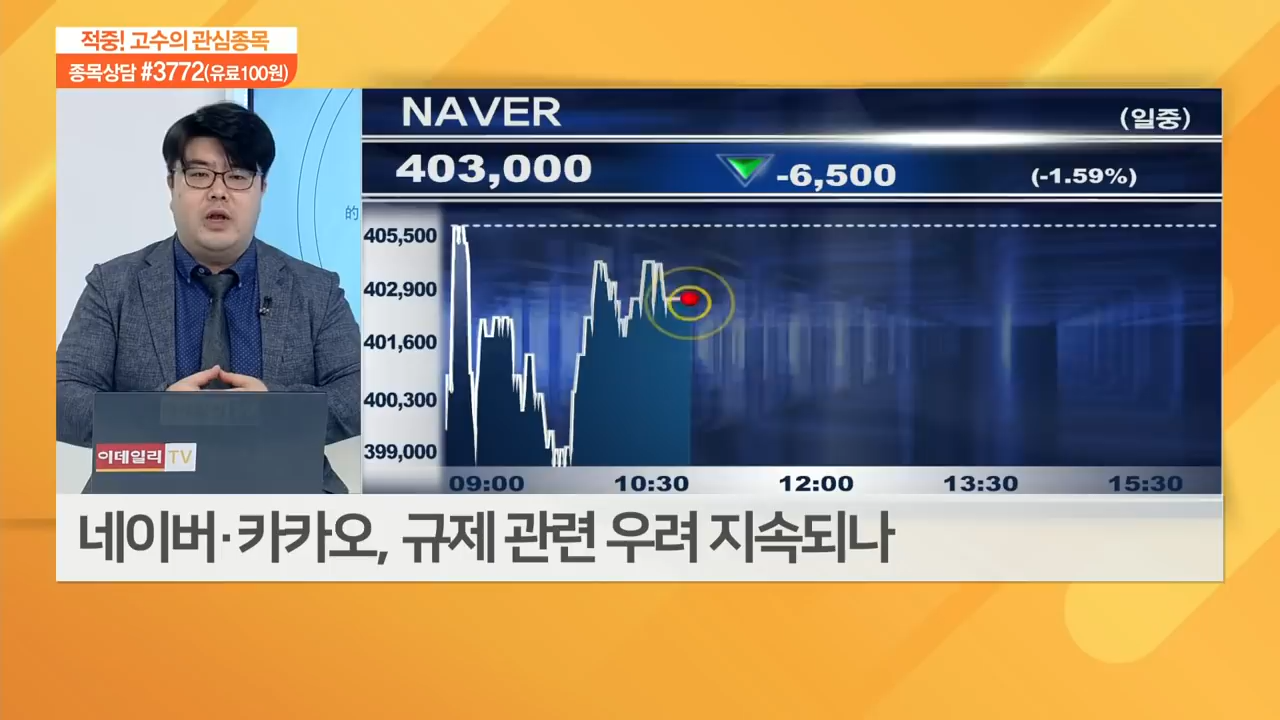 적중! 고수의 관심종목
종목상담 #3772(유료100원)
NAVER
(일중)
403,000
-6,500
(-1.59%)
的
405,500
402,900
401,600
400,300
399,000
09:00
10:30
12:00
13:30
15:30
이데일리 TV
네이버·카카오, 규제 관련 우려 지속되나